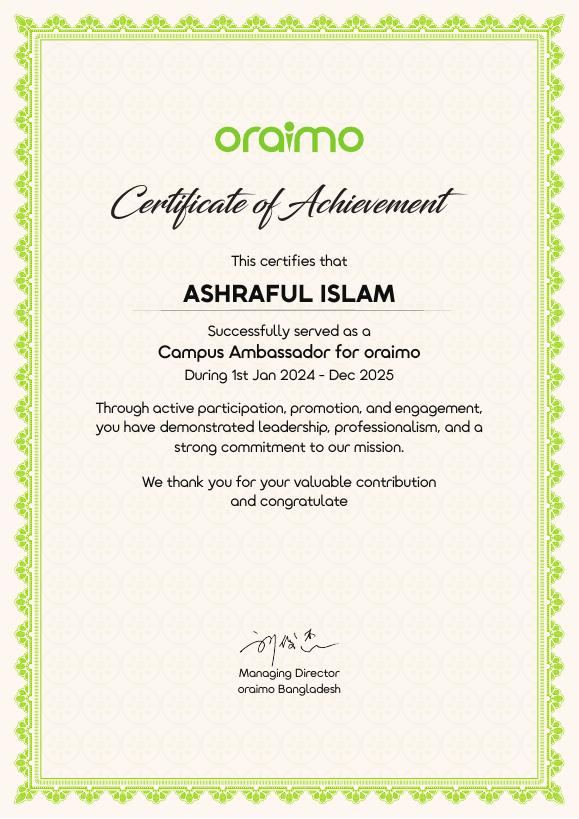 oraimo
Certificate of Achievement
This certifies that
ASHRAFUL ISLAM
Successfully served as a
Campus Ambassador for oraimo
During 1st Jan 2024 - Dec 2025
Through active participation, promotion, and engagement,
you have demonstrated leadership, professionalism, and a
strong commitment to our mission.
We thank you for your valuable contribution
and congratulate
Managing Director
oraimo Bangladesh